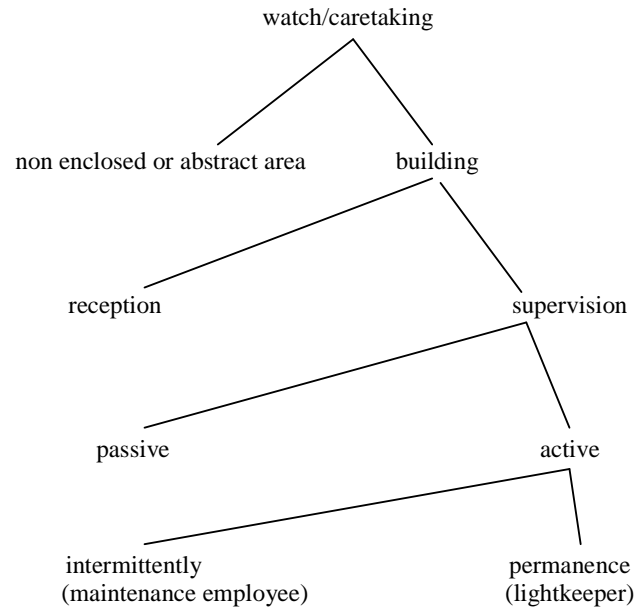 watch/caretaking
non enclosed or abstract area
building
reception
supervision
passive
active
intermittently
(maintenance employee)
permanence
(lightkeeper)